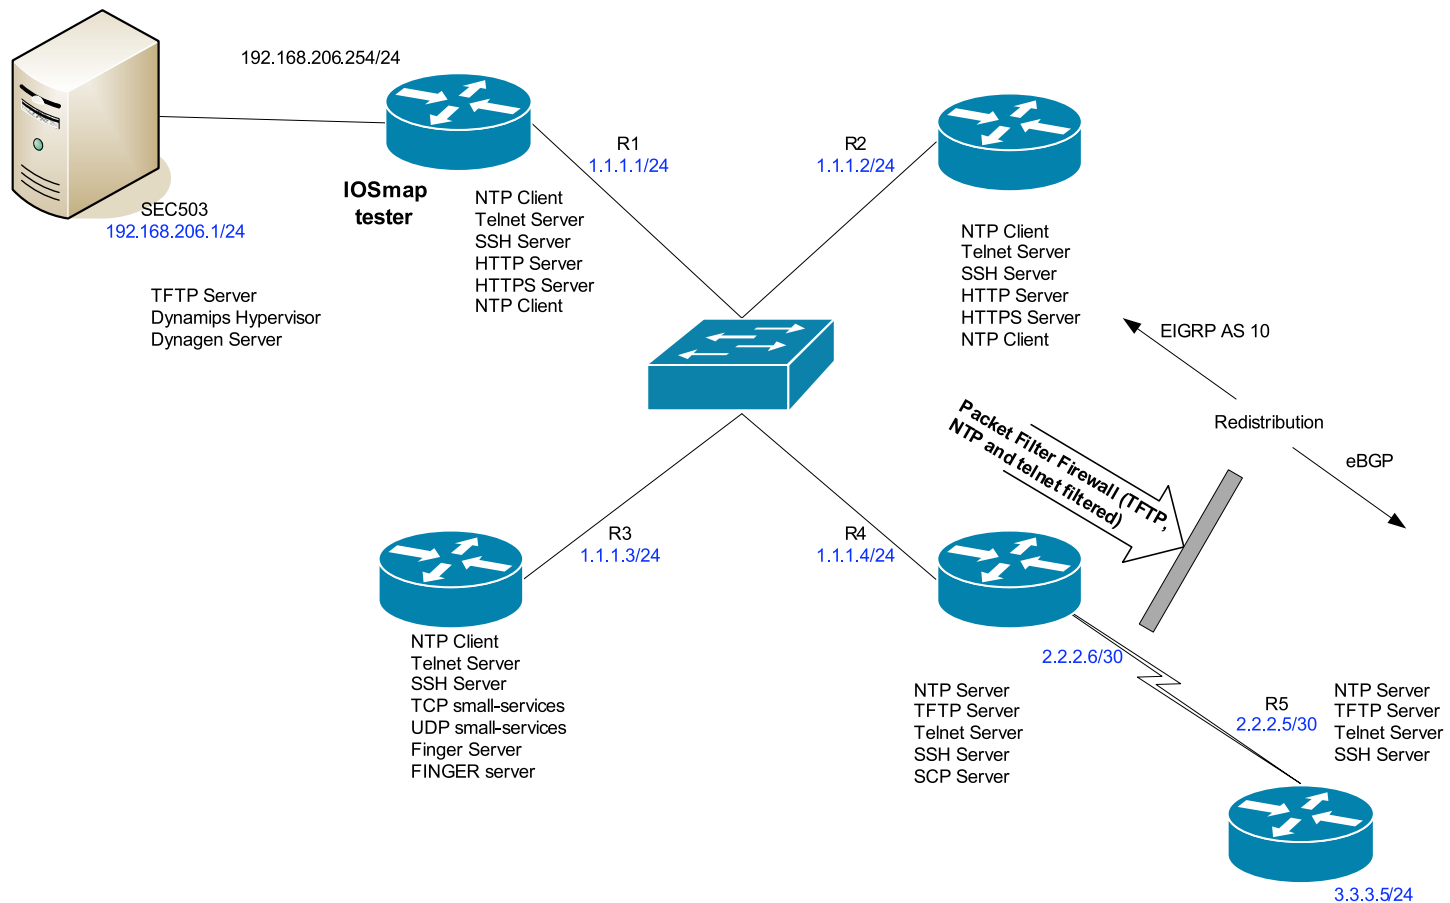 192.168.206.254/24
R1
1.1.1.1/24
R2
1.1.1.2/24
IOSmap
tester
SEC503
192.168.206.1/24
NTP Client
Telnet Server
SSH Server
HTTP Server
HTTPS Server
NTP Client
NTP Client
Telnet Server
SSH Server
HTTP Server
HTTPS Server
NTP Client
TFTP Server
Dynamips Hypervisor
Dynagen Server
EIGRP AS 10
Redistribution
eBGP
Packet Filter Firewall (TFTP,
NTP and telnet filtered)
R3
1.1.1.3/24
R4
1.1.1.4/24
NTP Client
Telnet Server
SSH Server
TCP small-services
UDP small-services
Finger Server
FINGER server
2.2.2.6/30
NTP Server
TFTP Server
Telnet Server
SSH Server
SCP Server
R5
2.2.2.5/30
NTP Server
TFTP Server
Telnet Server
SSH Server
3.3.3.5/24